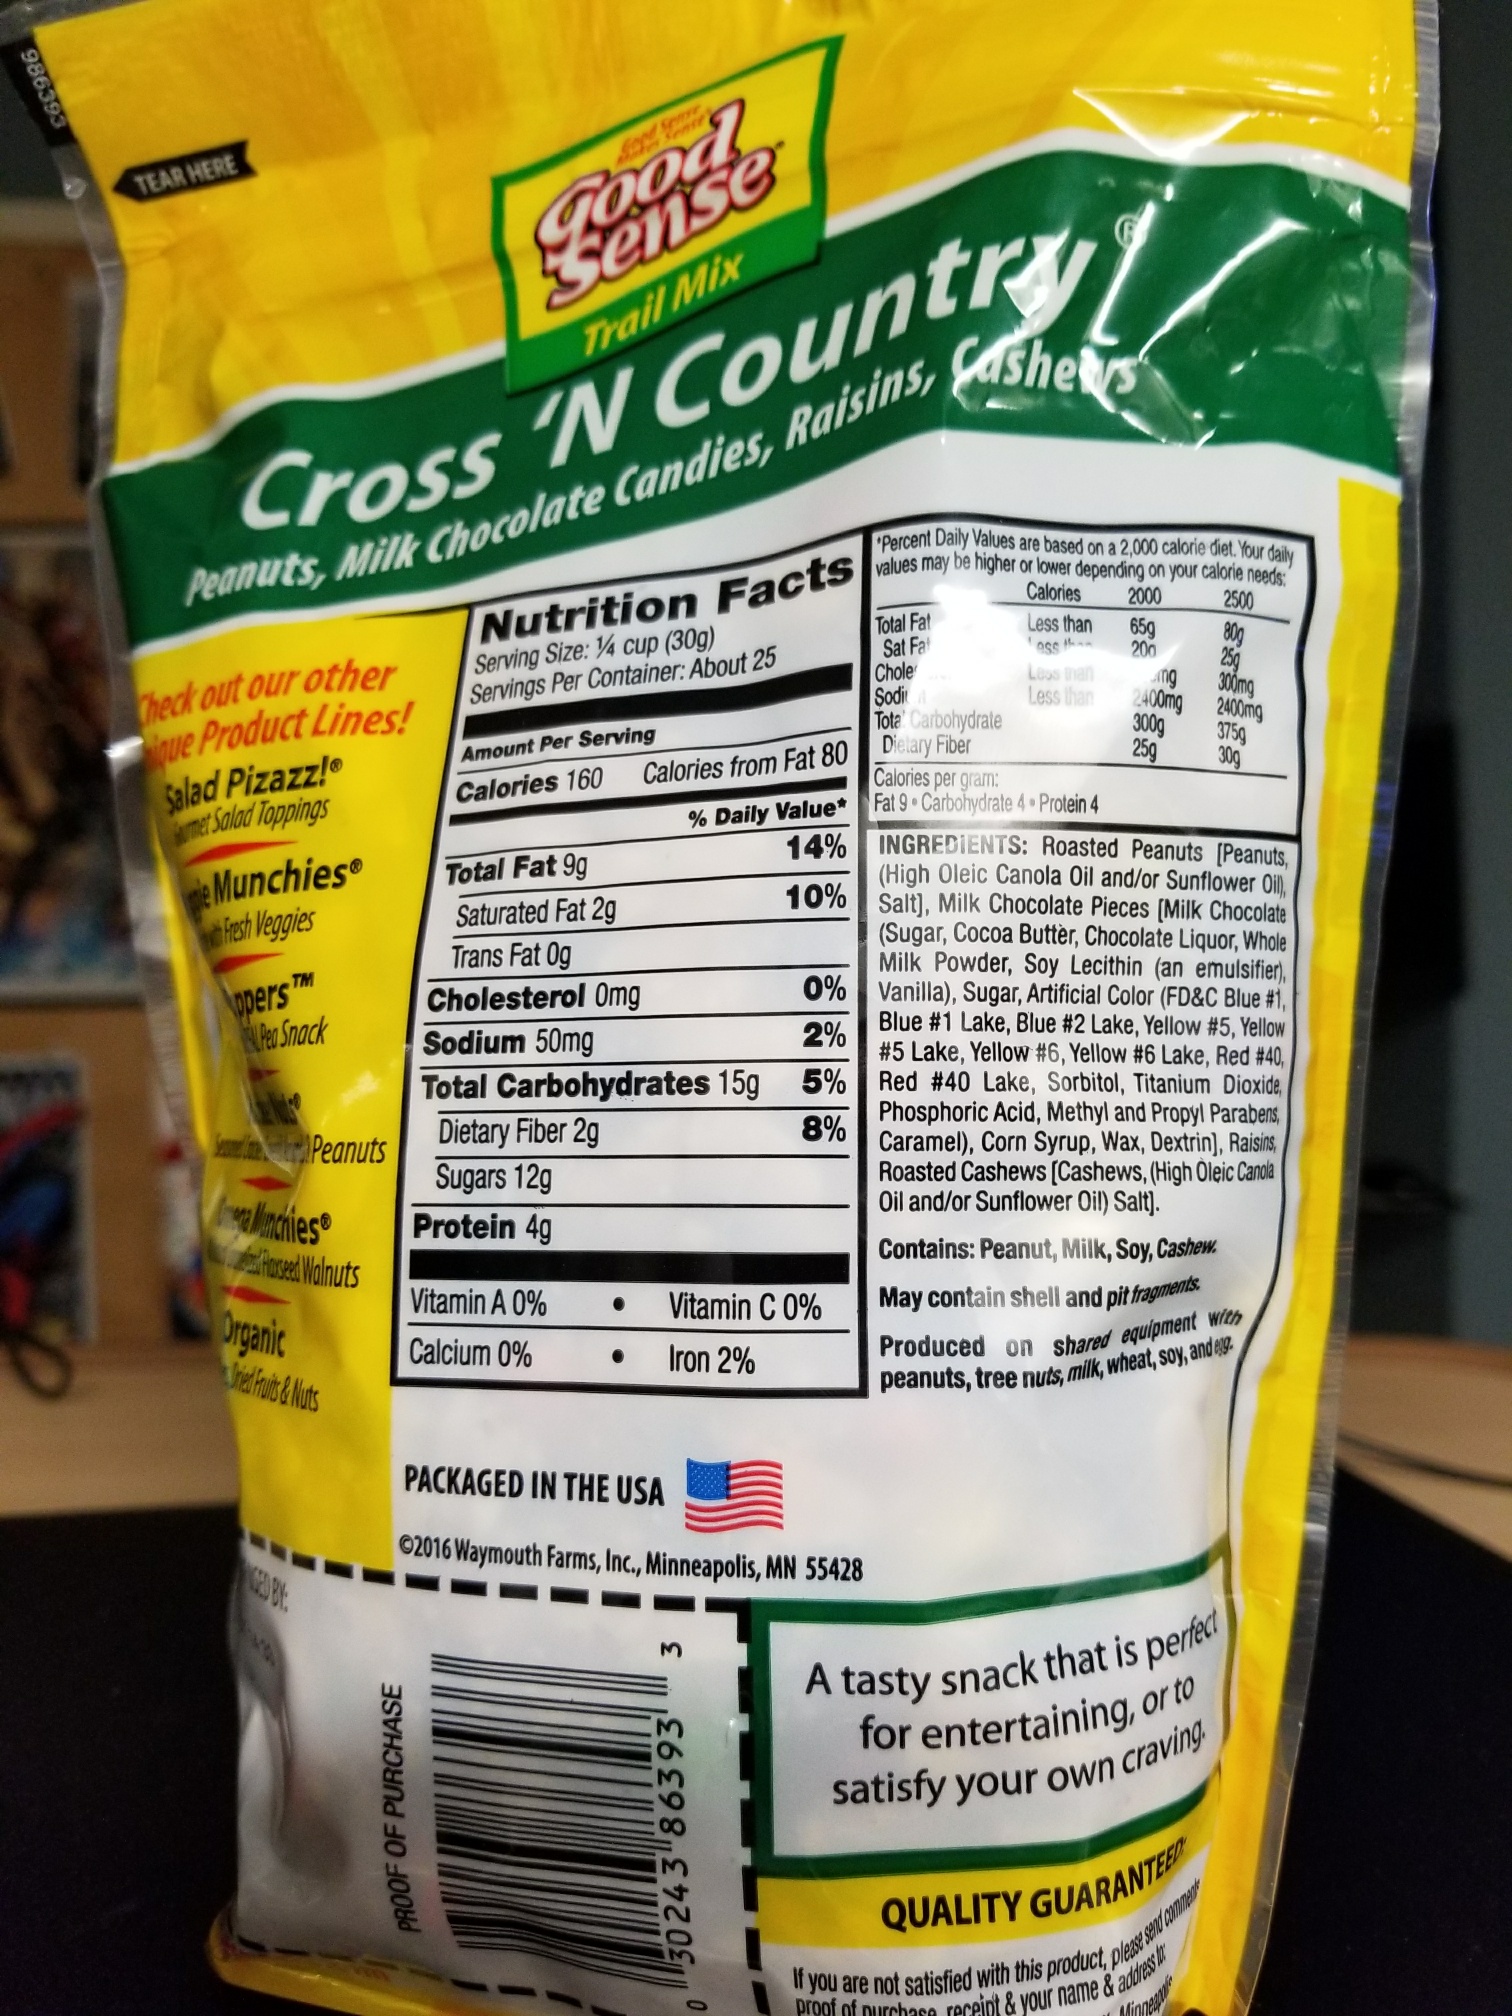 986393
TEAR HERE
Good Sense
Makes Sense
Good
Sense
Trail Mix
Cross 'N Country®
Peanuts, Milk Chocolate Candies, Raisins, Cashews
Check out our other
Product Lines!
Salad Pizazz!®
Salad Toppings
Munchies®
Fresh Veggies
Pea Snack
Peanuts
Munchies®
Flaxseed Walnuts
Organic
Dried Fruits & Nuts
Nutrition Facts
Serving Size: ¼ cup (30g)
Servings Per Container: About 25
Amount Per Serving
Calories 160 Calories from Fat 80
% Daily Value*
Total Fat 9g 14%
Saturated Fat 2g 10%
Trans Fat 0g
Cholesterol 0mg 0%
Sodium 50mg 2%
Total Carbohydrates 15g 5%
Dietary Fiber 2g 8%
Sugars 12g
Protein 4g
Vitamin A 0% • Vitamin C 0%
Calcium 0% • Iron 2%
*Percent Daily Values are based on a 2,000 calorie diet. Your daily
values may be higher or lower depending on your calorie needs:
Calories 2000 2500
Total Fat Less than 65g 80g
Sat Fat Less than 20g 25g
Less than 300mg
Less than 2400mg 2400mg
Total Carbohydrate 300g 375g
Dietary Fiber 25g 30g
Calories per gram:
Fat 9 • Carbohydrate 4 • Protein 4
INGREDIENTS: Roasted Peanuts [Peanuts,
(High Oleic Canola Oil and/or Sunflower Oil),
Salt], Milk Chocolate Pieces [Milk Chocolate
(Sugar, Cocoa Butter, Chocolate Liquor, Whole
Milk Powder, Soy Lecithin (an emulsifier),
Vanilla), Sugar, Artificial Color (FD&C Blue #1,
Blue #1 Lake, Blue #2 Lake, Yellow #5, Yellow
#5 Lake, Yellow #6, Yellow #6 Lake, Red #40,
Red #40 Lake, Sorbitol, Titanium Dioxide,
Phosphoric Acid, Methyl and Propyl Parabens,
Caramel), Corn Syrup, Wax, Dextrin], Raisins,
Roasted Cashews [Cashews, (High Oleic Canola
Oil and/or Sunflower Oil) Salt].
Contains: Peanut, Milk, Soy, Cashew.
May contain shell and pit fragments.
Produced on shared equipment with
peanuts, tree nuts, milk, wheat, soy, and egg.
PACKAGED IN THE USA
©2016 Waymouth Farms, Inc., Minneapolis, MN 55428
BY:
PROOF OF PURCHASE
0 30243 86393 3
A tasty snack that is perfect
for entertaining, or to
satisfy your own craving.
QUALITY GUARANTEED:
If you are not satisfied with this product, please send comments
proof of purchase, receipt & your name & address to:
Minneapolis